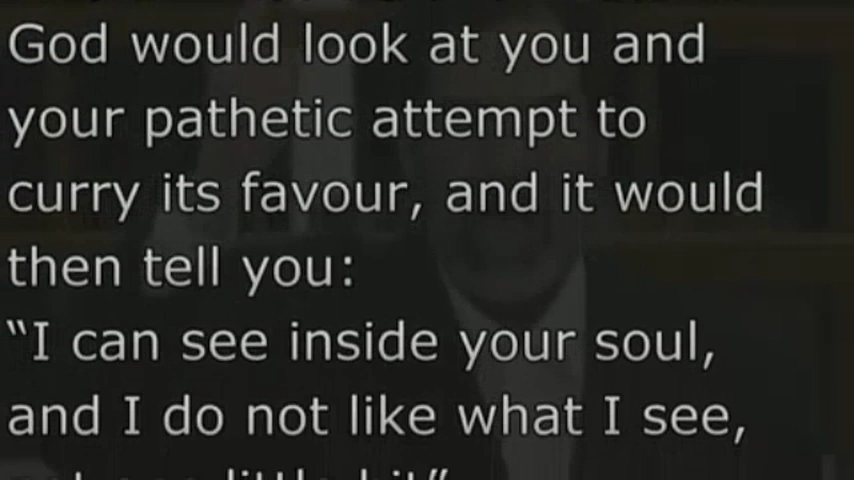 God would look at you and
your pathetic attempt to
curry its favour, and it would
then tell you:
“I can see inside your soul,
and I do not like what I see,